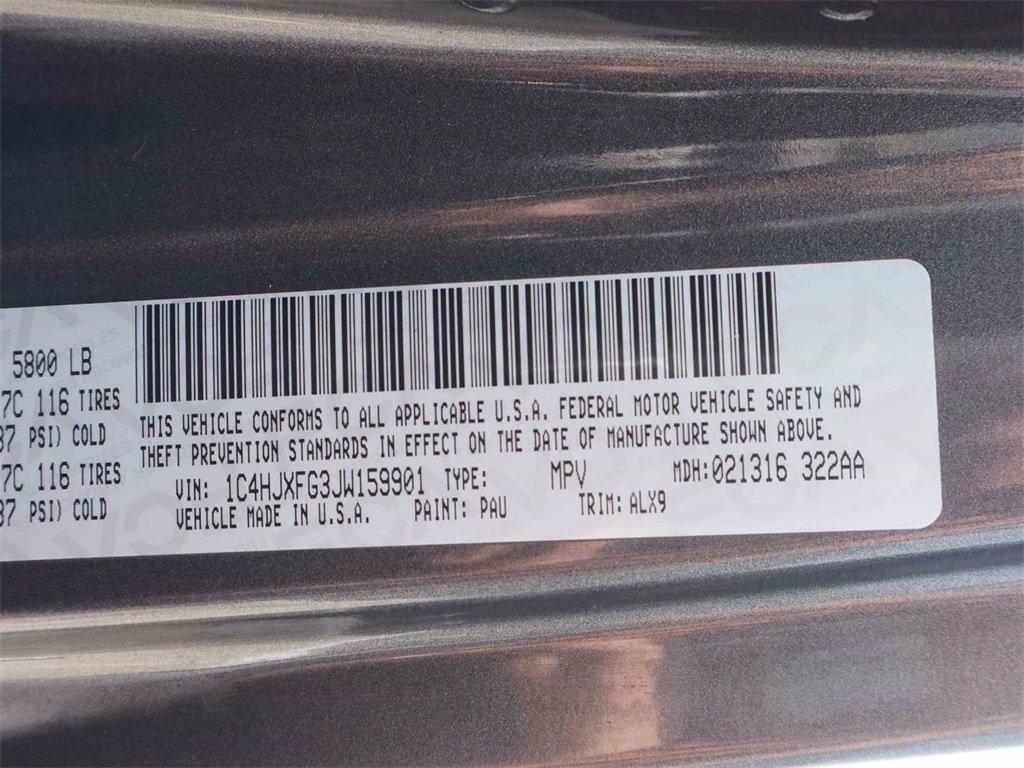 5800 LB
7C 116 TIRES
37 PSI) COLD
7C 116 TIRES
37 PSI) COLD
THIS VEHICLE CONFORMS TO ALL APPLICABLE U.S.A. FEDERAL MOTOR VEHICLE SAFETY AND
THEFT PREVENTION STANDARDS IN EFFECT ON THE DATE OF MANUFACTURE SHOWN ABOVE.
VIN: 1C4HJXFG3JW159901 TYPE: MPV MDH:021316 322AA
VEHICLE MADE IN U.S.A. PAINT: PAU TRIM: ALX9